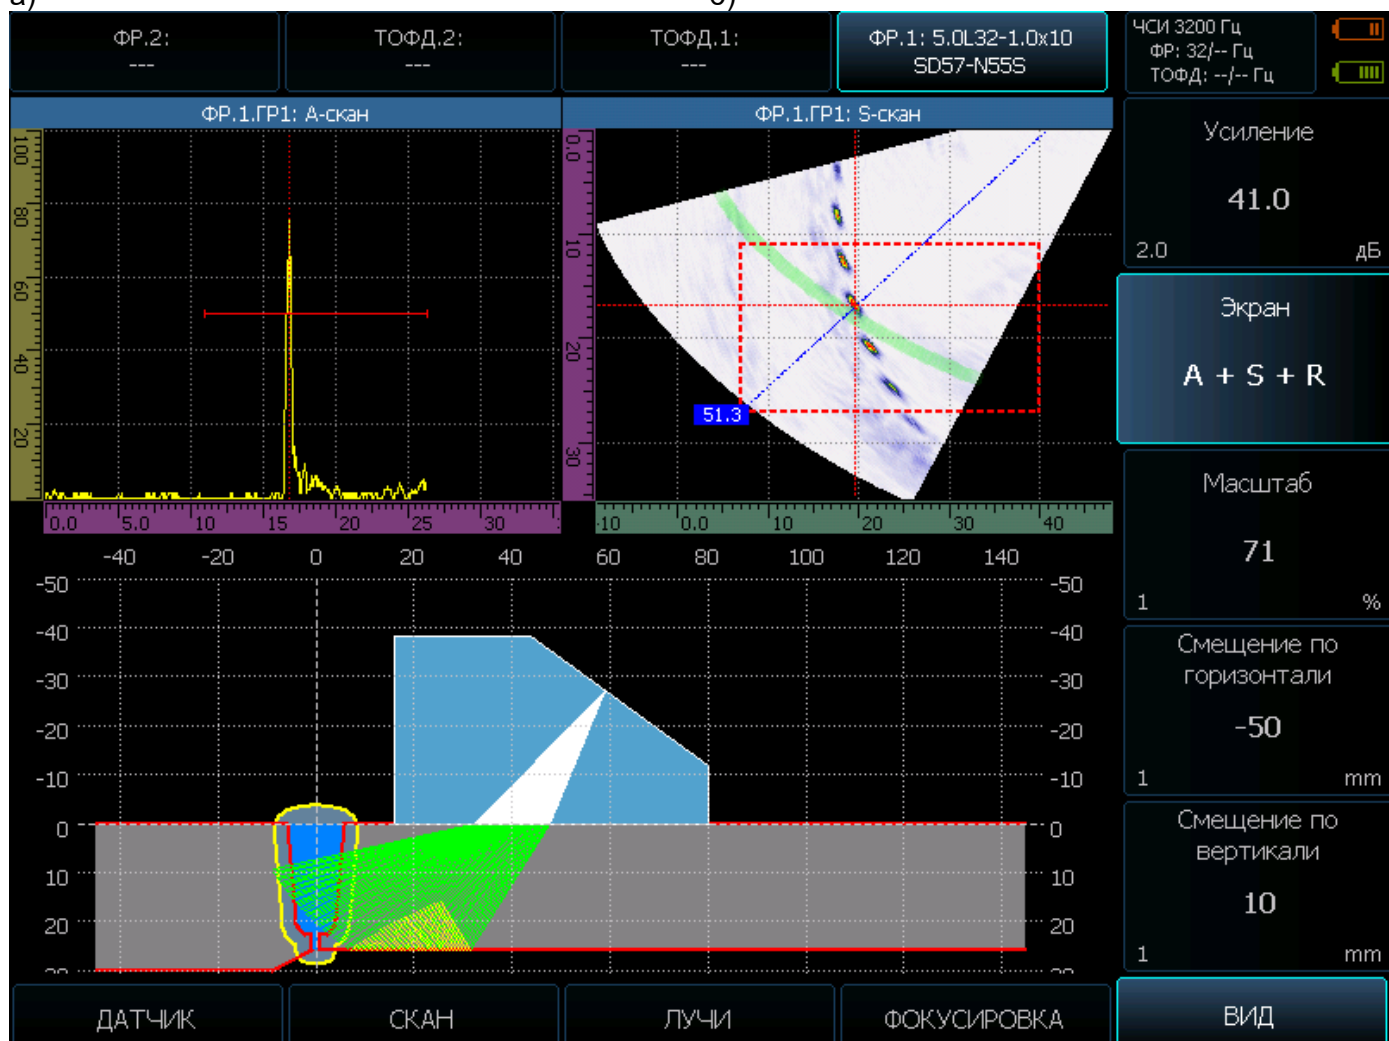 а)
ФР.2:
---
ТОФД.2:
---
ТОФД.1:
---
ФР.1: 5.0L32-1.0x10
SD57-N55S
ЧСИ 3200 Гц
ФР: 32/-- Гц
ТОФД: --/-- Гц
ФР.1.ГР1: А-скан
ФР.1.ГР1: S-скан
100
80
60
40
20
0.0 5.0 10 15 20 25 30
0.0
10
20
30
51.3
-10 0.0 10 20 30 40
Усиление
41.0
2.0 дБ
Экран
A + S + R
Масштаб
71
1 %
Смещение по
горизонтали
-50
1 mm
Смещение по
вертикали
10
1 mm
-40 -20 0 20 40 60 80 100 120 140
-50 -50
-40 -40
-30 -30
-20 -20
-10 -10
0 0
10 10
20 20
ДАТЧИК
СКАН
ЛУЧИ
ФОКУСИРОВКА
ВИД